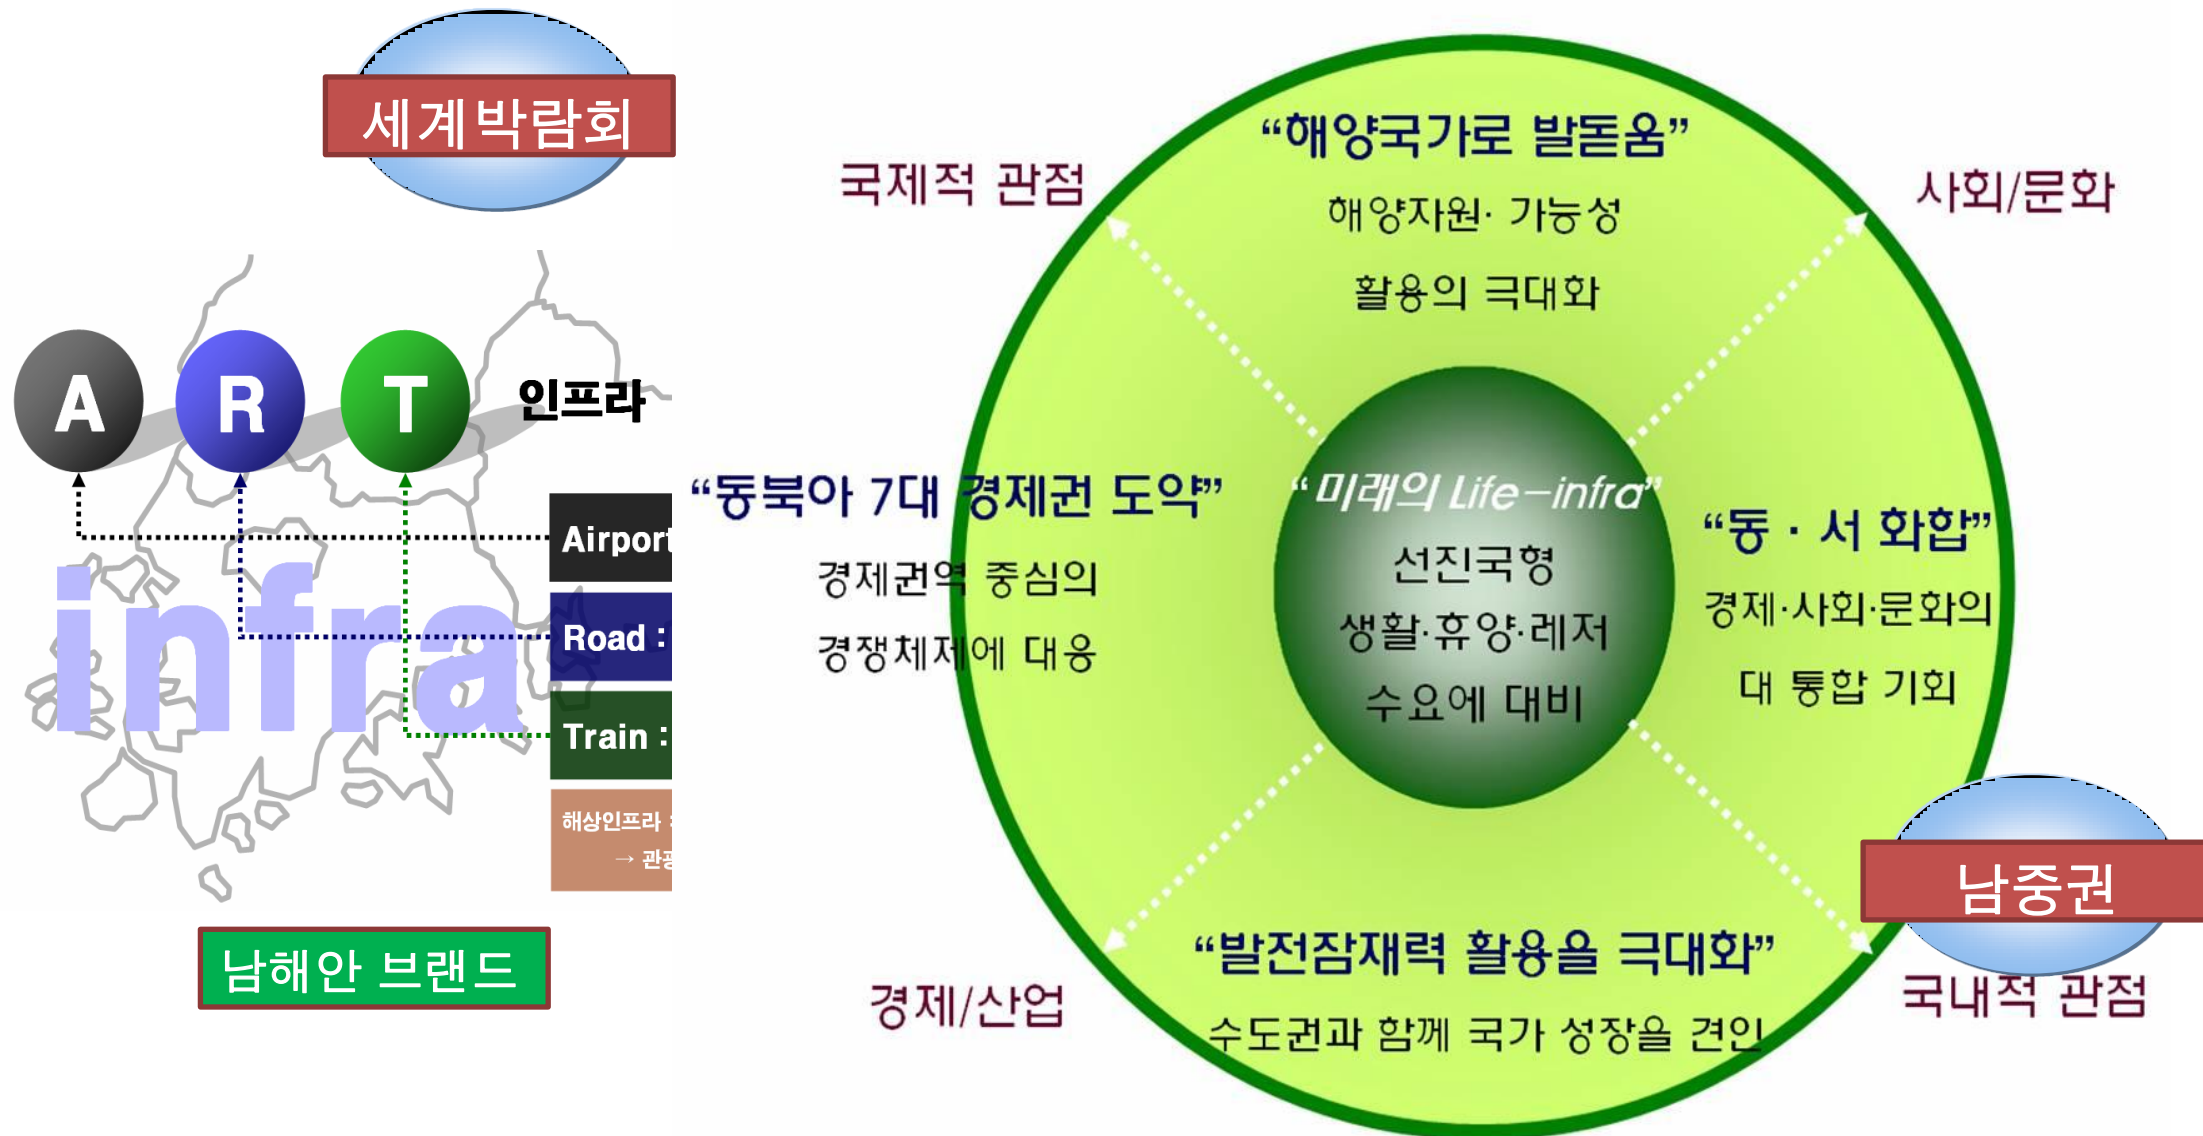 세계박람회
A R T 인프라
infra
Airport
Road :
Train :
해상인프라 :
→
남해안 브랜드
국제적 관점
사회/문화
“해양국가로 발돋움”
해양자원· 가능성
활용의 극대화
“동북아 7대 경제권 도약”
경제권역 중심의
경쟁체제에 대응
“미래의 Life-infra”
선진국형
생활·휴양·레저
수요에 대비
“동 · 서 화합”
경제·사회·문화의
대 통합 기회
“발전잠재력 활용을 극대화”
수도권과 함께 국가 성장을 견인
경제/산업
남중권
국내적 관점